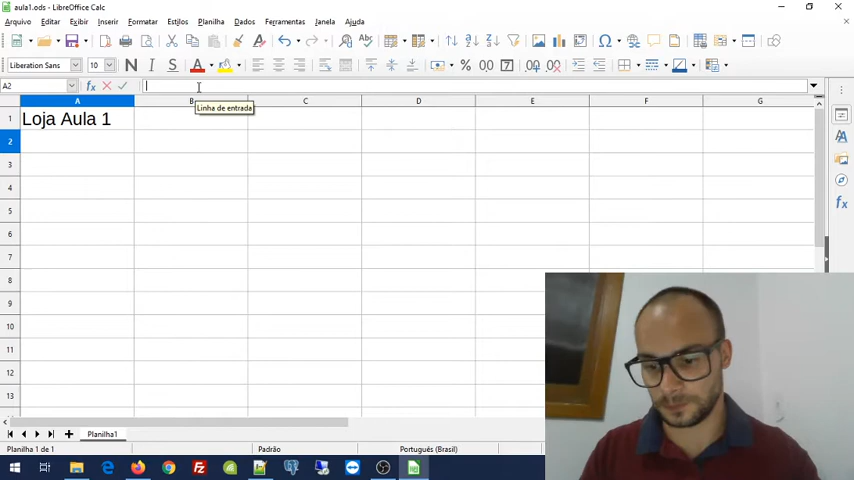 aula1.ods - LibreOffice Calc
Arquivo Editar Exibir Inserir Formatar Estilos Planilha Dados Ferramentas Janela Ajuda
Liberation Sans 10 N I S A %
A2 fx
Linha de entrada
A B C D E F G
1 Loja Aula 1
2
3
4
5
6
7
8
9
10
11
12
13
Planilha1
Planilha 1 de 1 Padrão Português (Brasil)